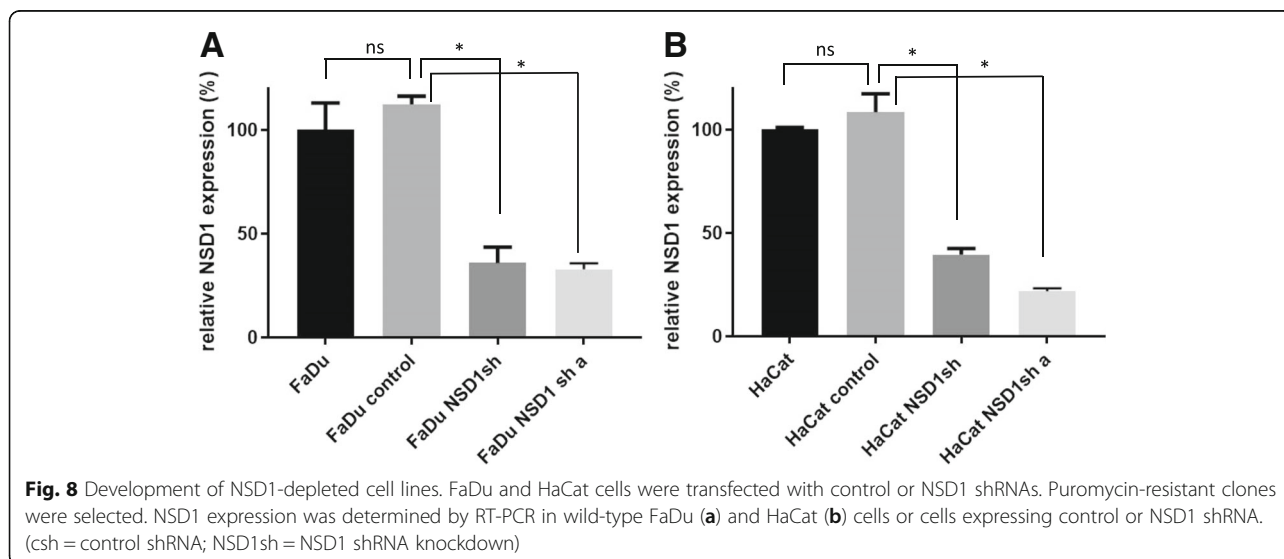 A
ns
*
*
relative NSD1 expression (%)
100
50
0
FaDu
FaDu control
FaDu NSD1sh
FaDu NSD1 sh a
B
ns
*
*
relative NSD1 expression (%)
100
50
0
HaCat
HaCat control
HaCat NSD1sh
HaCat NSD1sh a
Fig. 8 Development of NSD1-depleted cell lines. FaDu and HaCat cells were transfected with control or NSD1 shRNAs. Puromycin-resistant clones
were selected. NSD1 expression was determined by RT-PCR in wild-type FaDu (a) and HaCat (b) cells or cells expressing control or NSD1 shRNA.
(csh = control shRNA; NSD1sh = NSD1 shRNA knockdown)